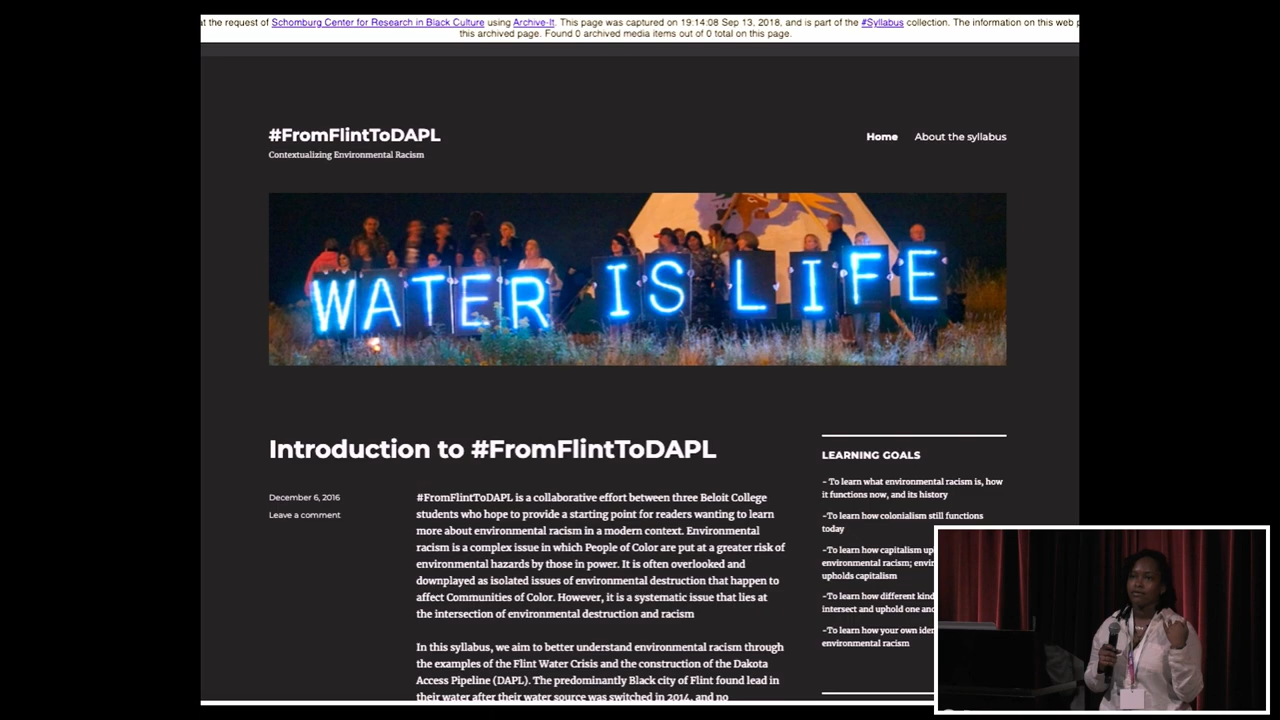 at the request of Schomburg Center for Research in Black Culture using Archive-It. This page was captured on 19:14:08 Sep 13, 2018, and is part of the #Syllabus collection. The information on this web
this archived page. Found 0 archived media items out of 0 total on this page.
#FromFlintToDAPL
Contextualizing Environmental Racism
Home
About the syllabus
WATER IS LIFE
Introduction to #FromFlintToDAPL
December 6, 2016
Leave a comment
#FromFlintToDAPL is a collaborative effort between three Beloit College
students who hope to provide a starting point for readers wanting to learn
more about environmental racism in a modern context. Environmental
racism is a complex issue in which People of Color are put at a greater risk of
environmental hazards by those in power. It is often overlooked and
downplayed as isolated issues of environmental destruction that happen to
affect Communities of Color. However, it is a systematic issue that lies at
the intersection of environmental destruction and racism
In this syllabus, we aim to better understand environmental racism through
the examples of the Flint Water Crisis and the construction of the Dakota
Access Pipeline (DAPL). The predominantly Black city of Flint found lead in
their water after their water source was switched in 2014, and no
LEARNING GOALS
- To learn what environmental racism is, how
it functions now, and its history
-To learn how colonialism still functions
today
-To learn how capitalism up
environmental racism; envir
upholds capitalism
-To learn how different kind
intersect and uphold one an
-To learn how your own iden
environmental racism